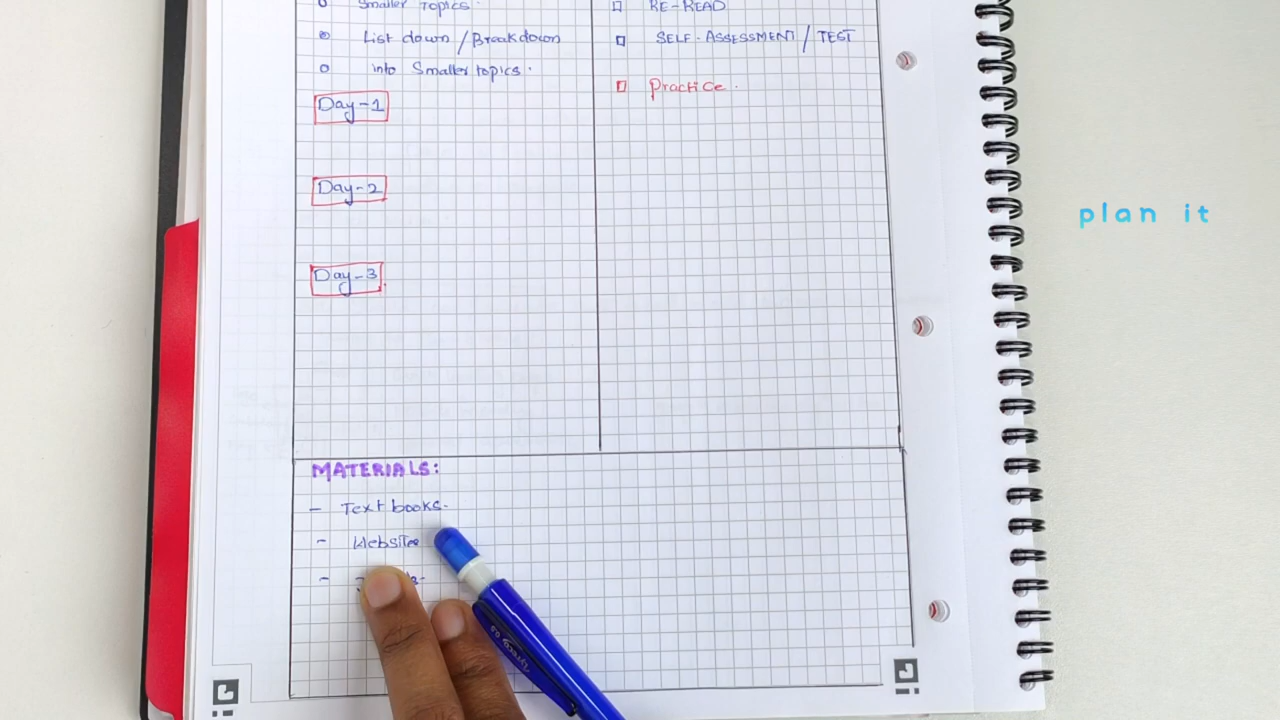 Smaller Topics.
List down / Breakdown
into Smaller topics.
Day-1
Day-2
Day-3
RE-READ
SELF-ASSESSMENT / TEST
Practice.
MATERIALS:
- Text books.
- Websites
plan it